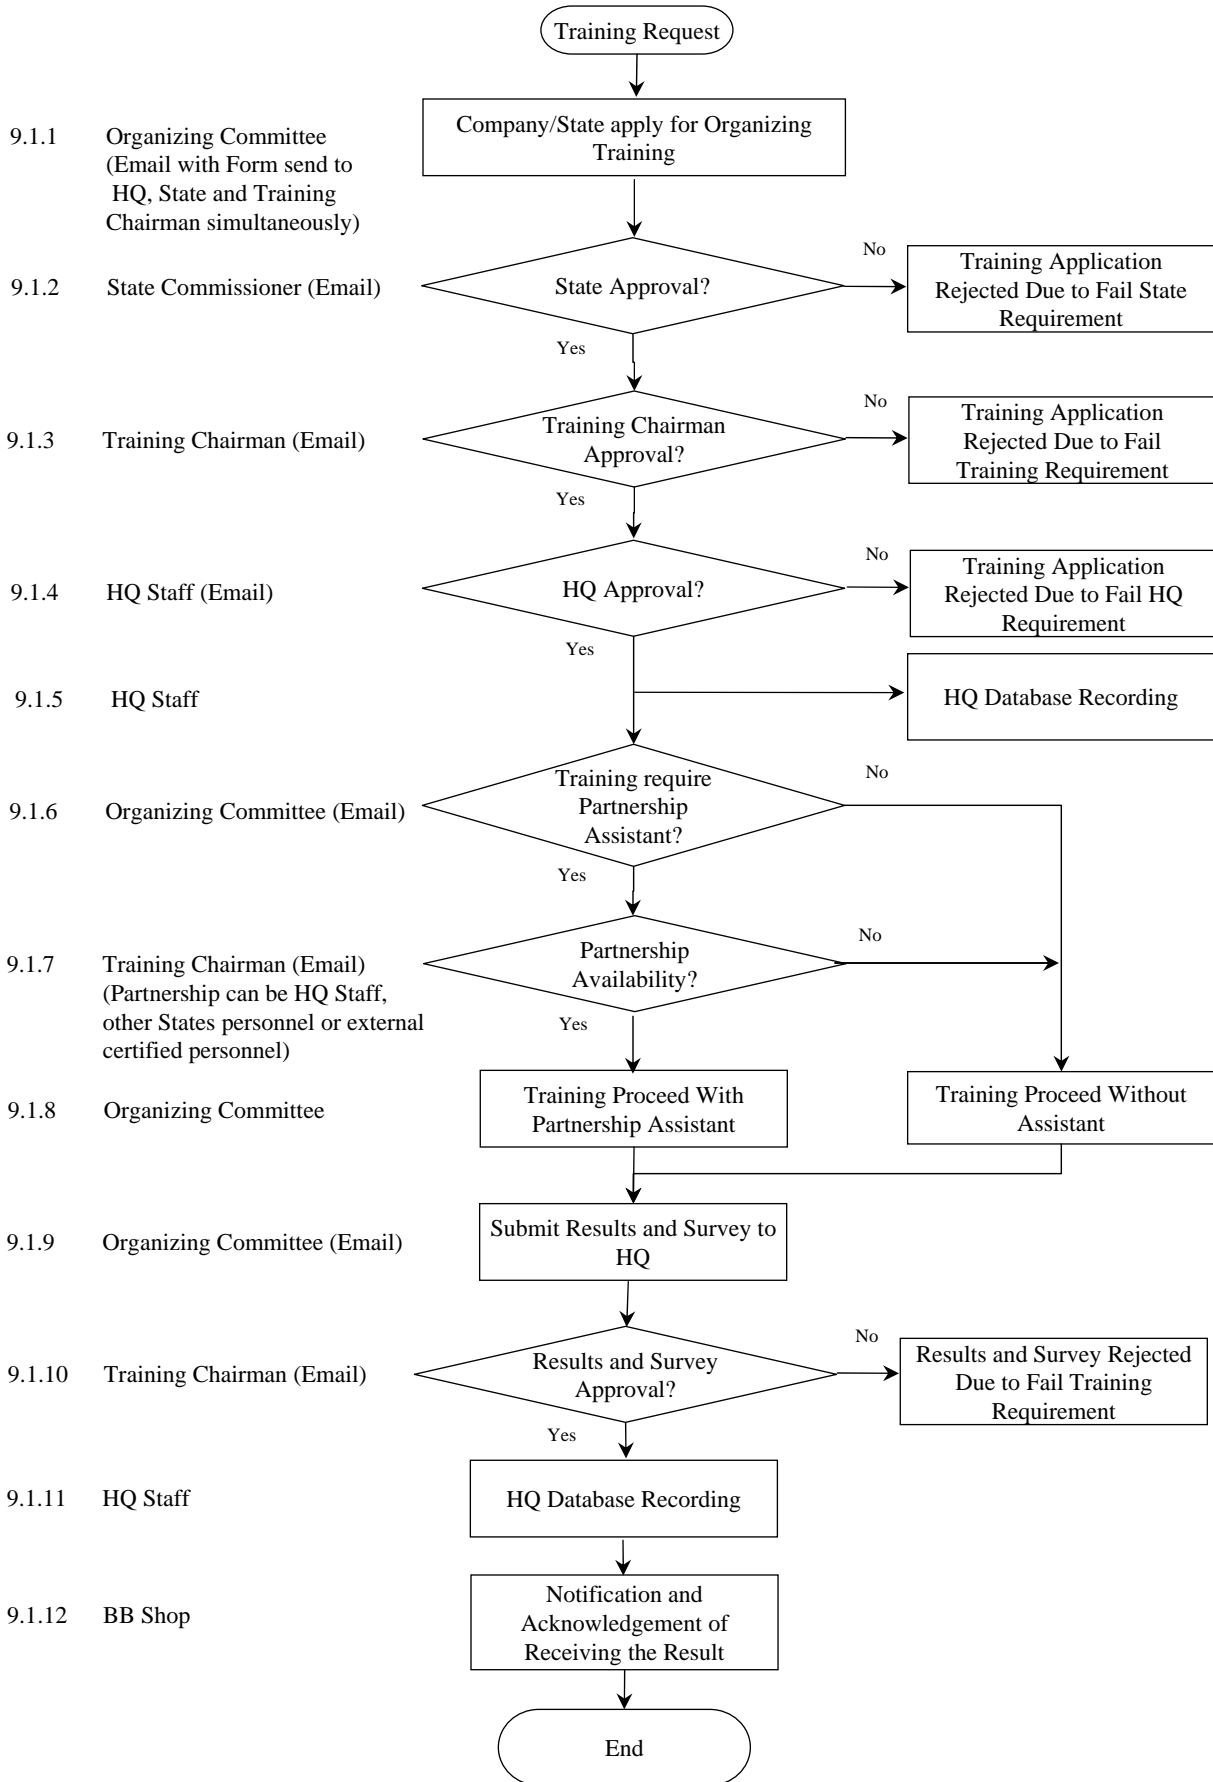 Training Request
9.1.1
Organizing Committee
(Email with Form send to
HQ, State and Training
Chairman simultaneously)
Company/State apply for Organizing
Training
9.1.2
State Commissioner (Email)
State Approval?
No
Training Application
Rejected Due to Fail State
Requirement
Yes
9.1.3
Training Chairman (Email)
Training Chairman
Approval?
No
Training Application
Rejected Due to Fail
Training Requirement
Yes
9.1.4
HQ Staff (Email)
HQ Approval?
No
Training Application
Rejected Due to Fail HQ
Requirement
Yes
9.1.5
HQ Staff
HQ Database Recording
9.1.6
Organizing Committee (Email)
Training require
Partnership
Assistant?
No
Yes
9.1.7
Training Chairman (Email)
(Partnership can be HQ Staff,
other States personnel or external
certified personnel)
Partnership
Availability?
No
Yes
9.1.8
Organizing Committee
Training Proceed With
Partnership Assistant
Training Proceed Without
Assistant
9.1.9
Organizing Committee (Email)
Submit Results and Survey to
HQ
9.1.10
Training Chairman (Email)
Results and Survey
Approval?
No
Results and Survey Rejected
Due to Fail Training
Requirement
Yes
9.1.11
HQ Staff
HQ Database Recording
9.1.12
BB Shop
Notification and
Acknowledgement of
Receiving the Result
End